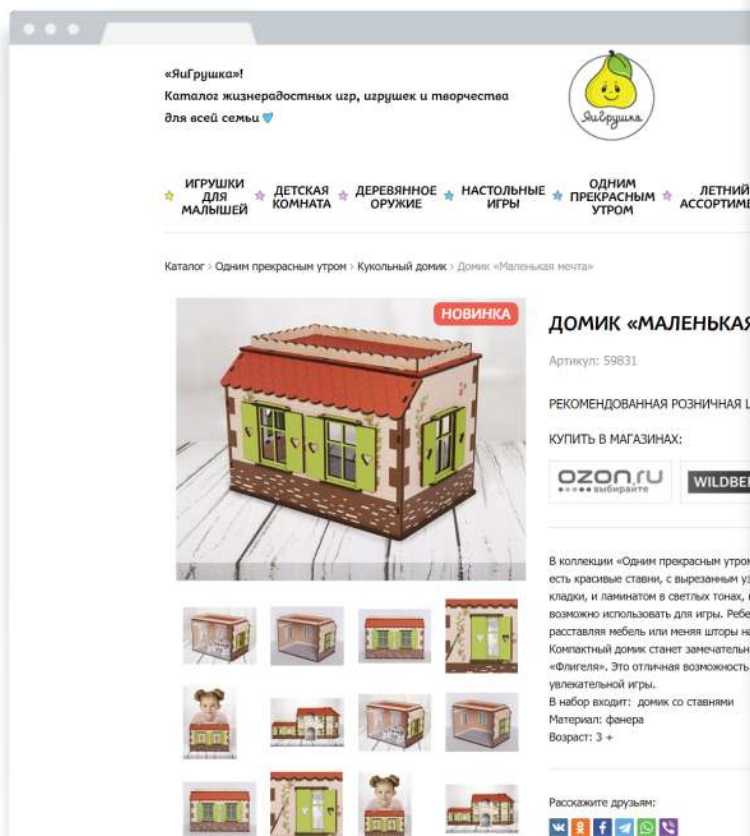 «ЯиГрушка»!
Каталог жизнерадостных игр, игрушек и творчества
для всей семьи
ЯиГрушка
ИГРУШКИ
ДЛЯ
МАЛЫШЕЙ
ДЕТСКАЯ
КОМНАТА
ДЕРЕВЯННОЕ
ОРУЖИЕ
НАСТОЛЬНЫЕ
ИГРЫ
ОДНИМ
ПРЕКРАСНЫМ
УТРОМ
ЛЕТНИЙ
АССОРТИМЕ
Каталог › Одним прекрасным утром › Кукольный домик › Домик «Маленькая мечта»
НОВИНКА
ДОМИК «МАЛЕНЬКАЯ
Артикул: 59831
РЕКОМЕНДОВАННАЯ РОЗНИЧНАЯ Ц
КУПИТЬ В МАГАЗИНАХ:
OZON.RU
выбирайте
WILDBER
В коллекции «Одним прекрасным утром
есть красивые ставни, с вырезанным уз
кладки, и ламинатом в светлых тонах,
возможно использовать для игры. Ребе
расставляя мебель или меняя шторы на
Компактный домик станет замечательн
«Флигеля». Это отличная возможность
увлекательной игры.
В набор входит: домик со ставнями
Материал: фанера
Возраст: 3 +
Расскажите друзьям: